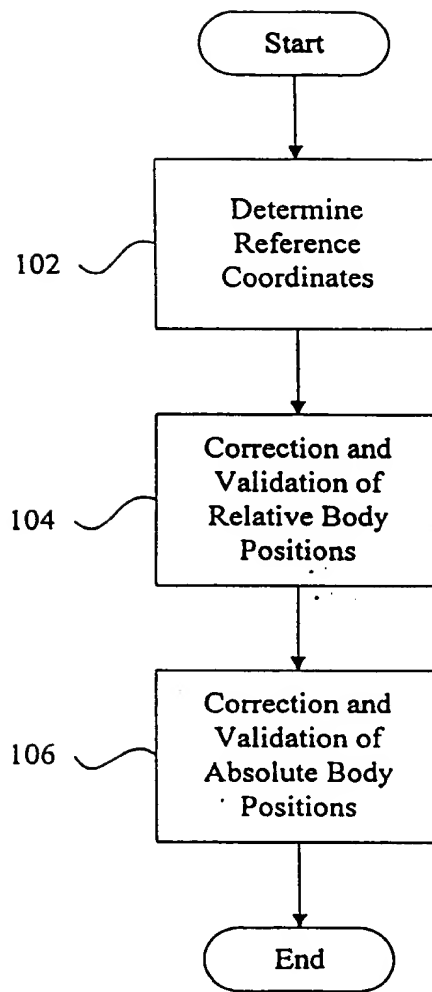 Start
Determine
Reference
Coordinates
102
Correction and
Validation of
Relative Body
Positions
104
Correction and
Validation of
Absolute Body
Positions
106
End